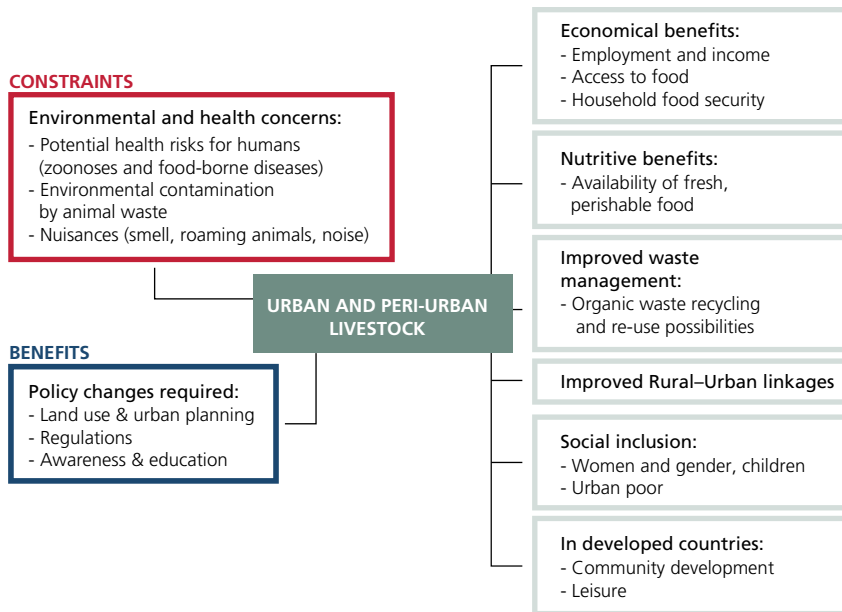 CONSTRAINTS
Environmental and health concerns:
- Potential health risks for humans
(zoonoses and food-borne diseases)
- Environmental contamination
by animal waste
- Nuisances (smell, roaming animals, noise)
BENEFITS
Policy changes required:
- Land use & urban planning
- Regulations
- Awareness & education
URBAN AND PERI-URBAN
LIVESTOCK
Economical benefits:
- Employment and income
- Access to food
- Household food security
Nutritive benefits:
- Availability of fresh,
perishable food
Improved waste
management:
- Organic waste recycling
and re-use possibilities
Improved Rural–Urban linkages
Social inclusion:
- Women and gender, children
- Urban poor
In developed countries:
- Community development
- Leisure